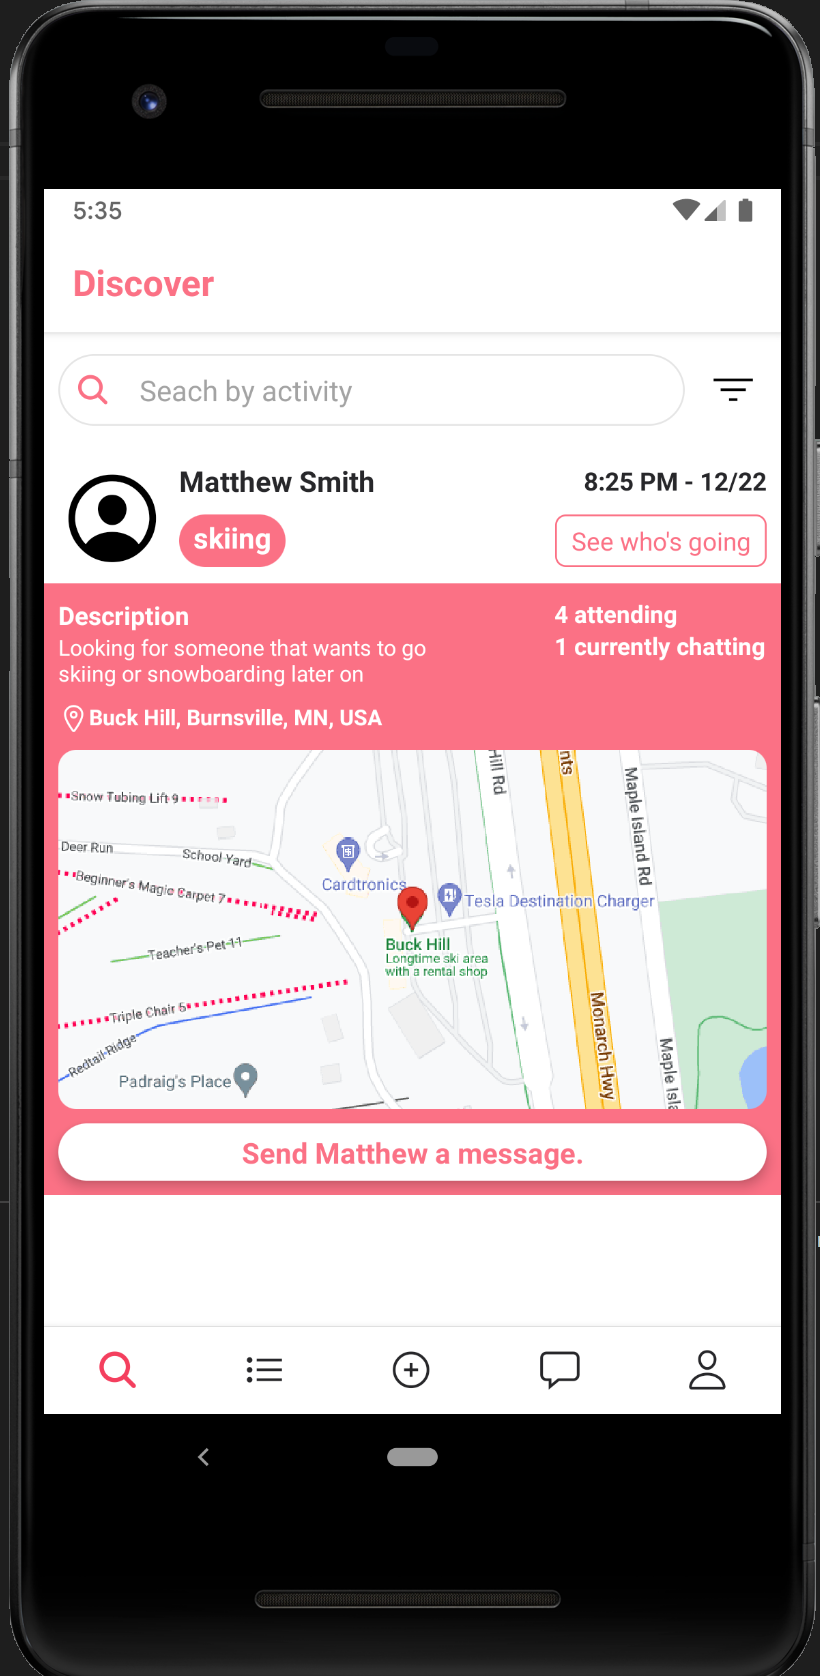 5:35
Discover
Seach by activity
Matthew Smith
8:25 PM - 12/22
skiing
See who's going
Description
4 attending
Looking for someone that wants to go
1 currently chatting
skiing or snowboarding later on
Buck Hill, Burnsville, MN, USA
Hill Rd
nts
Maple Island Rd
Snow Tubing Lift 9
Deer Run
School Yard
Cardtronics
Beginner's Magic Carpet 7
Tesla Destination Charger
Buck Hill
Longtime ski area
with a rental shop
Teacher's Pet 11
Triple Chair 5
Redtail Ridge
Monarch Hwy
Maple Isla
Padraig's Place
Send Matthew a message.